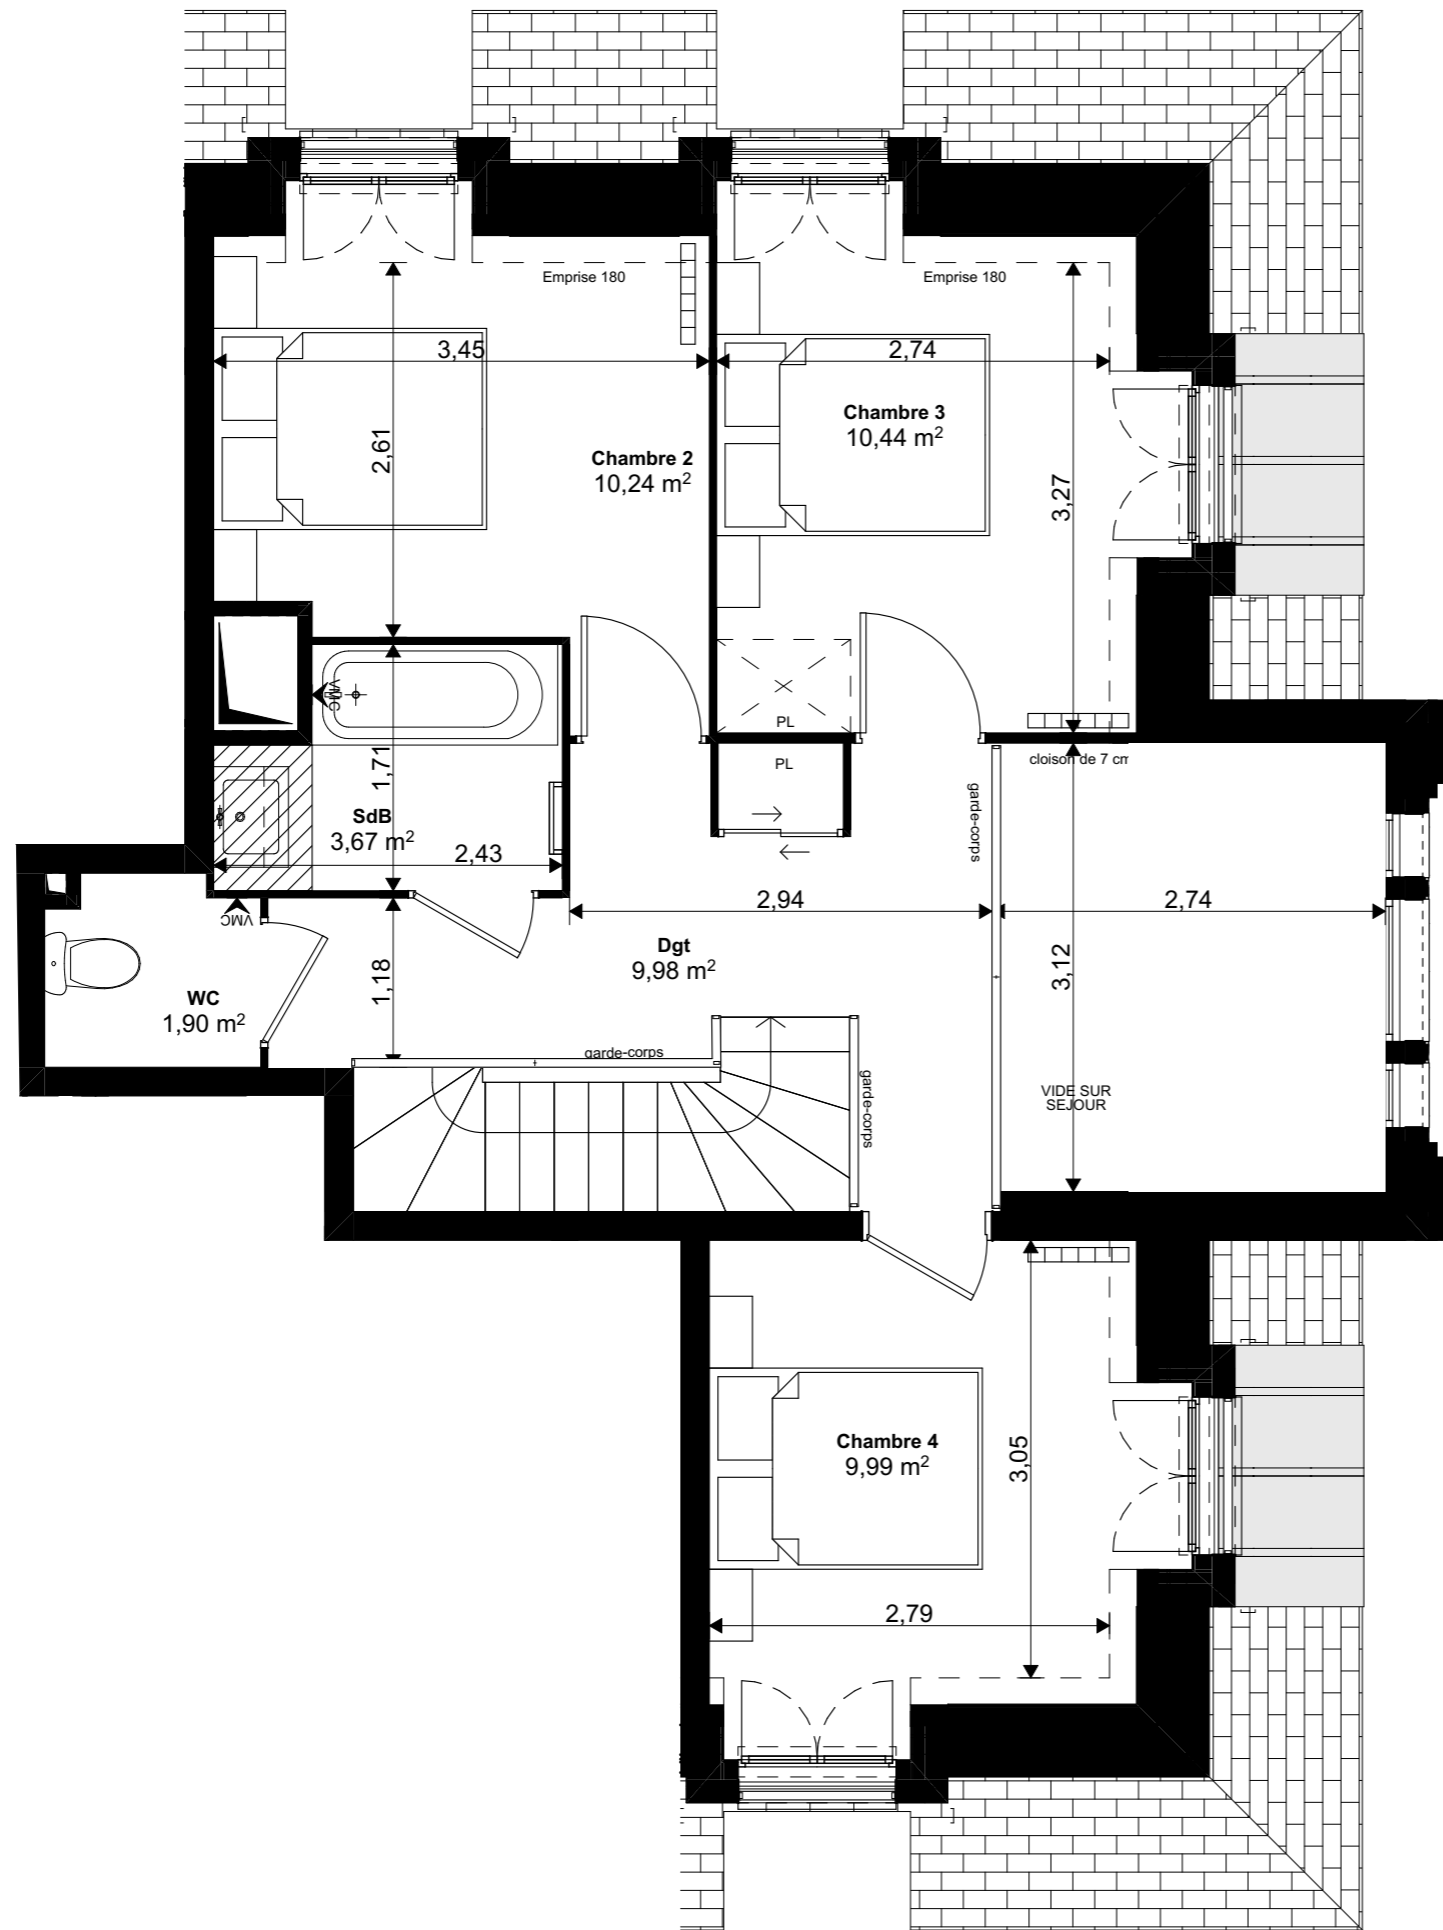 Emprise 180
Emprise 180
3,45
2,74
Chambre 3
10,44 m²
2,61
Chambre 2
10,24 m²
3,27
VMC
PL
PL
cloison de 7 cm
1,71
garde-corps
SdB
3,67 m²
2,43
2,94
2,74
VMC
Dgt
9,98 m²
3,12
1,18
WC
1,90 m²
garde-corps
garde-corps
VIDE SUR
SEJOUR
Chambre 4
9,99 m²
3,05
2,79